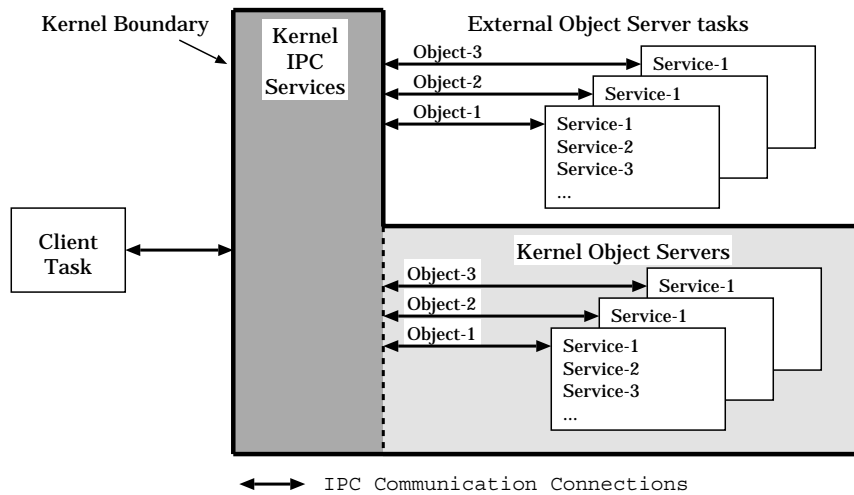 Kernel Boundary
Kernel
IPC
Services
External Object Server tasks
Object-3
Object-2
Object-1
Service-1
Service-1
Service-1
Service-2
Service-3
...
Client
Task
Kernel Object Servers
Object-3
Object-2
Object-1
Service-1
Service-1
Service-1
Service-2
Service-3
...
IPC Communication Connections